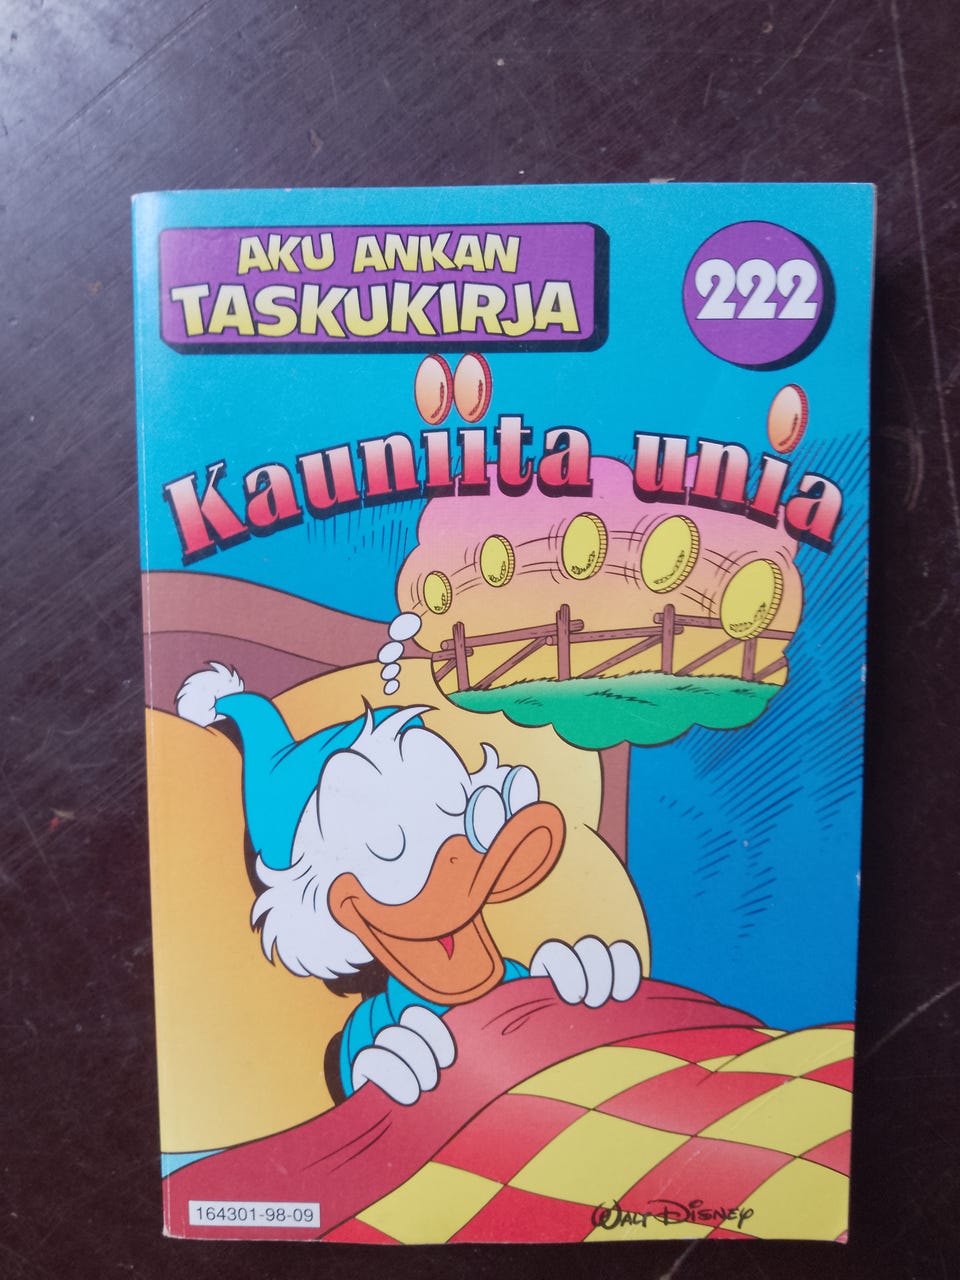 AKU ANKAN
TASKUKIRJA
222
Kauniita unia
164301-98-09
WALT DISNEY